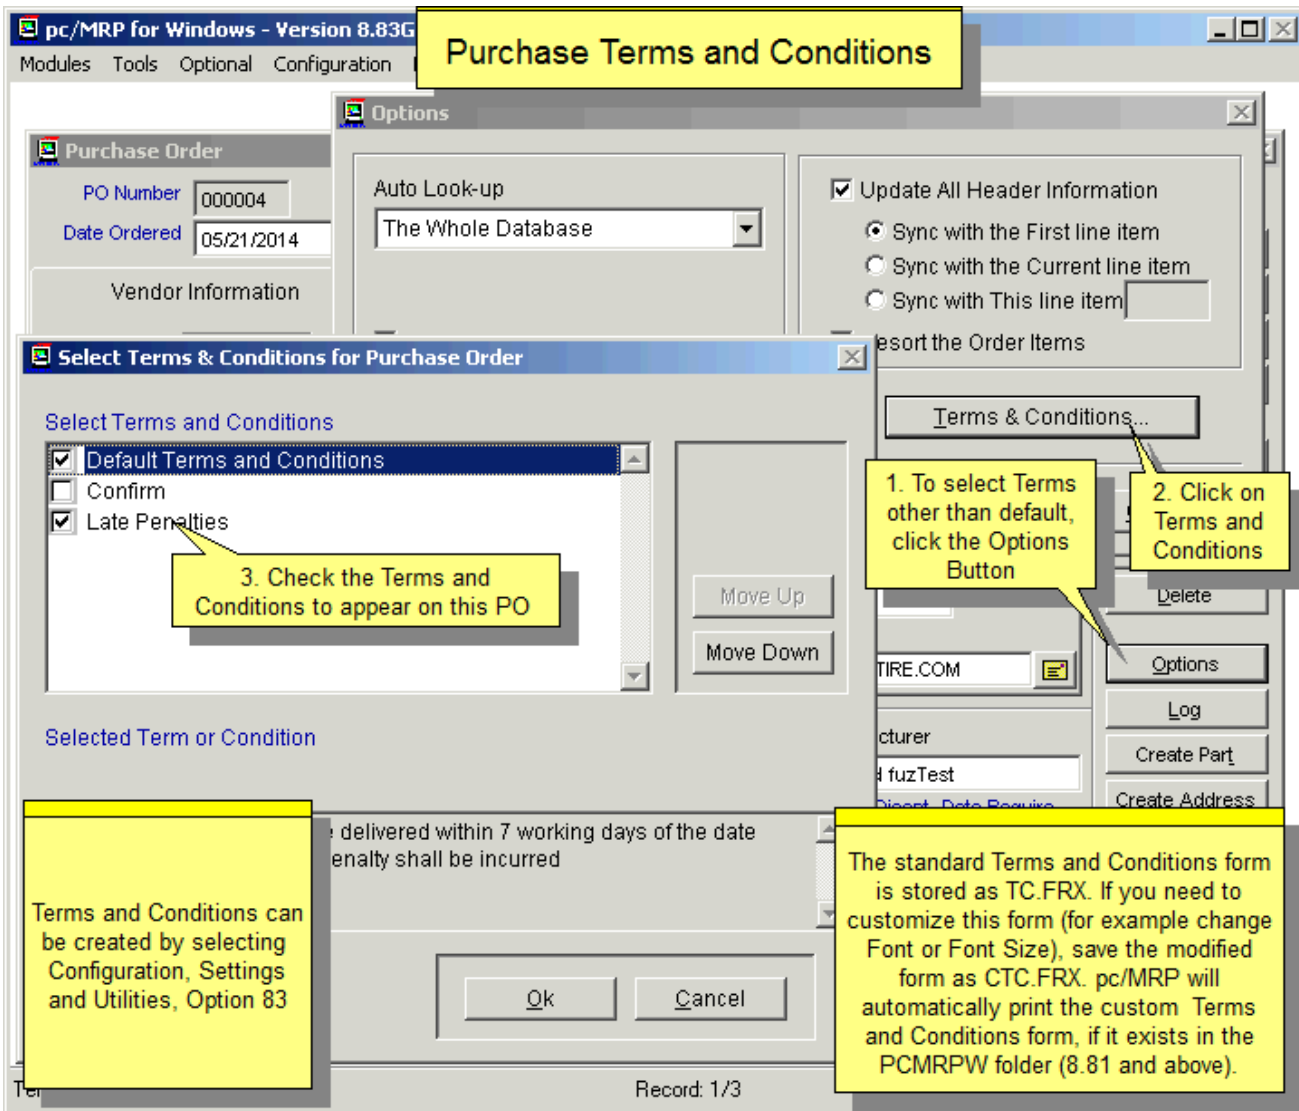 pc/MRP for Windows - Version 8.83G
Purchase Terms and Conditions
Modules Tools Optional Configuration
Options
Purchase Order
PO Number 000004
Date Ordered 05/21/2014
Vendor Information
Auto Look-up
The Whole Database
Update All Header Information
Sync with the First line item
Sync with the Current line item
Sync with This line item
esort the Order Items
Select Terms & Conditions for Purchase Order
Select Terms and Conditions
Default Terms and Conditions
Confirm
Late Penalties
3. Check the Terms and
Conditions to appear on this PO
Move Up
Move Down
Selected Term or Condition
Terms & Conditions...
1. To select Terms
other than default,
click the Options
Button
2. Click on
Terms and
Conditions
Delete
Options
Log
Create Part
Create Address
TIRE.COM
cturer
fuzTest
delivered within 7 working days of the date
enalty shall be incurred
Terms and Conditions can
be created by selecting
Configuration, Settings
and Utilities, Option 83
Ok
Cancel
The standard Terms and Conditions form
is stored as TC.FRX. If you need to
customize this form (for example change
Font or Font Size), save the modified
form as CTC.FRX. pc/MRP will
automatically print the custom Terms
and Conditions form, if it exists in the
PCMRPW folder (8.81 and above).
Record: 1/3